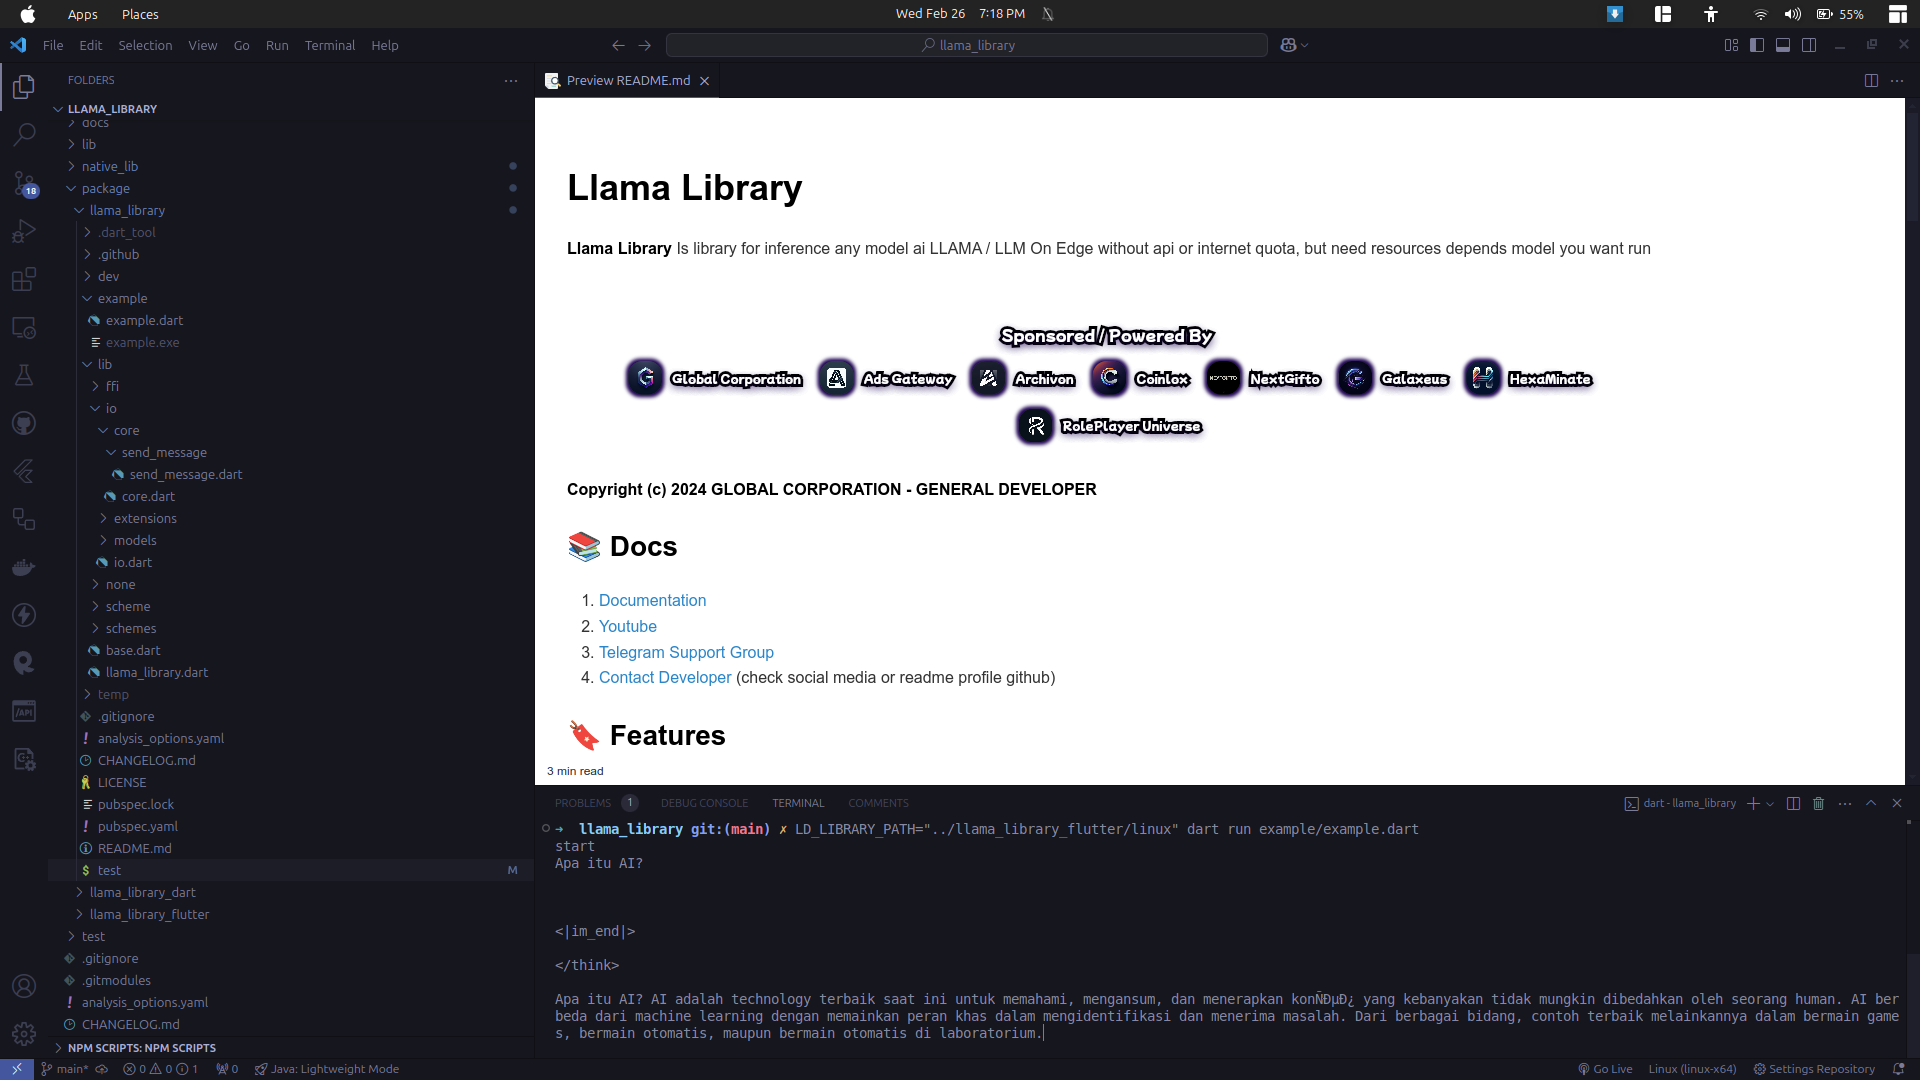 Apps Places Wed Feb 26 7:18 PM 55%
File Edit Selection View Go Run Terminal Help llama_library
FOLDERS
LLAMA_LIBRARY
docs
lib
native_lib
18
package
llama_library
.dart_tool
.github
dev
example
example.dart
example.exe
lib
ffi
io
core
send_message
send_message.dart
core.dart
extensions
models
io.dart
none
scheme
schemes
base.dart
llama_library.dart
temp
/API
.gitignore
analysis_options.yaml
CHANGELOG.md
LICENSE
pubspec.lock
pubspec.yaml
README.md
test M
llama_library_dart
llama_library_flutter
test
.gitignore
.gitmodules
analysis_options.yaml
CHANGELOG.md
NPM SCRIPTS: NPM SCRIPTS
Preview README.md
Llama Library
Llama Library Is library for inference any model ai LLAMA / LLM On Edge without api or internet quota, but need resources depends model you want run
Sponsored / Powered By
Global Corporation Ads Gateway Archivon Coinlox NEXTGIFTO NextGifto Galaxeus HexaMinate
RolePlayer Universe
Copyright (c) 2024 GLOBAL CORPORATION - GENERAL DEVELOPER
📚 Docs
1. Documentation
2. Youtube
3. Telegram Support Group
4. Contact Developer (check social media or readme profile github)
🔖 Features
3 min read
PROBLEMS 1 DEBUG CONSOLE TERMINAL COMMENTS dart - llama_library
➜ llama_library git:(main) ✗ LD_LIBRARY_PATH="../llama_library_flutter/linux" dart run example/example.dart
start
Apa itu AI?
<|im_end|>
</think>
Apa itu AI? AI adalah technology terbaik saat ini untuk memahami, mengansum, dan menerapkan konÑĐµĐ¿ yang kebanyakan tidak mungkin dibedahkan oleh seorang human. AI ber
beda dari machine learning dengan memainkan peran khas dalam mengidentifikasi dan menerima masalah. Dari berbagai bidang, contoh terbaik melainkannya dalam bermain game
s, bermain otomatis, maupun bermain otomatis di laboratorium.
main* 0 0 1 0 Java: Lightweight Mode Go Live Linux (linux-x64) Settings Repository